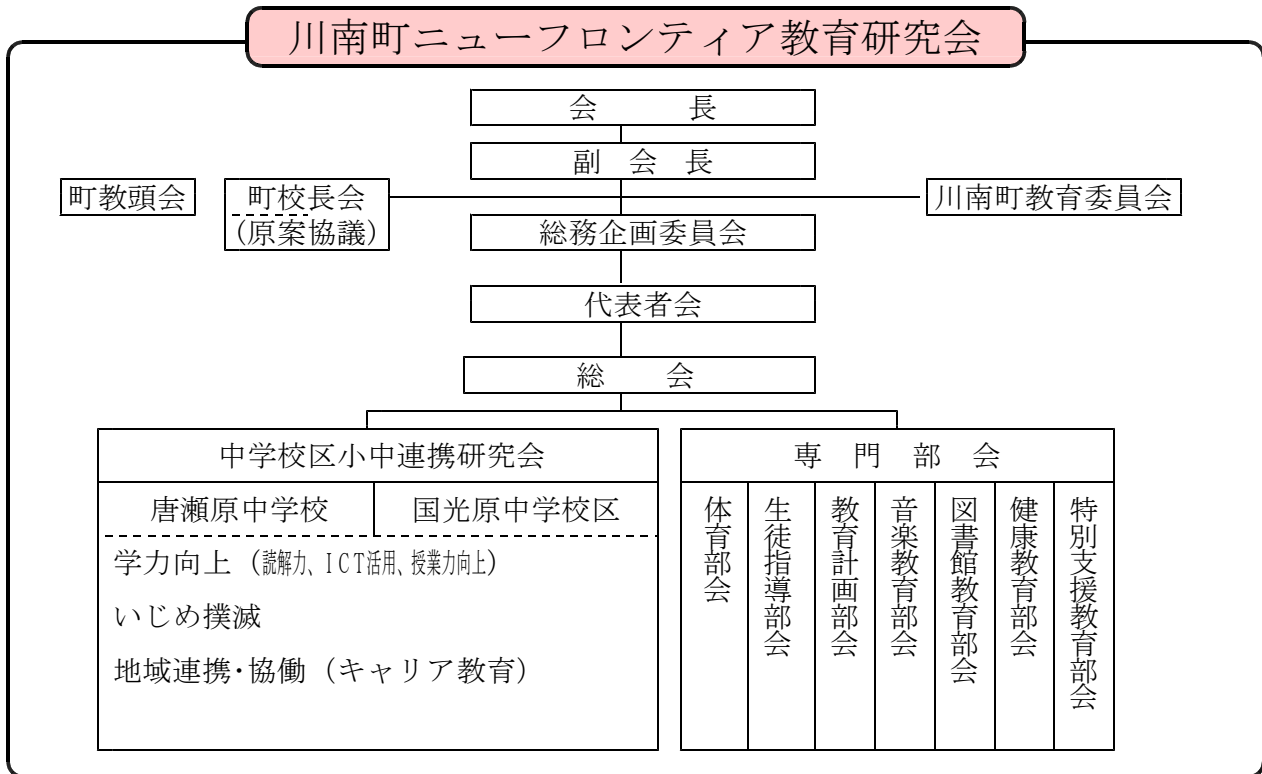 川南町ニューフロンティア教育研究会
会　　　長
副　会　長
町教頭会
町校長会
(原案協議)
川南町教育委員会
総務企画委員会
代表者会
総　　会
中学校区小中連携研究会
唐瀬原中学校
国光原中学校区
学力向上（読解力、ＩＣＴ活用、授業力向上）
いじめ撲滅
地域連携・協働（キャリア教育）
専　門　部　会
体育部会
生徒指導部会
教育計画部会
音楽教育部会
図書館教育部会
健康教育部会
特別支援教育部会